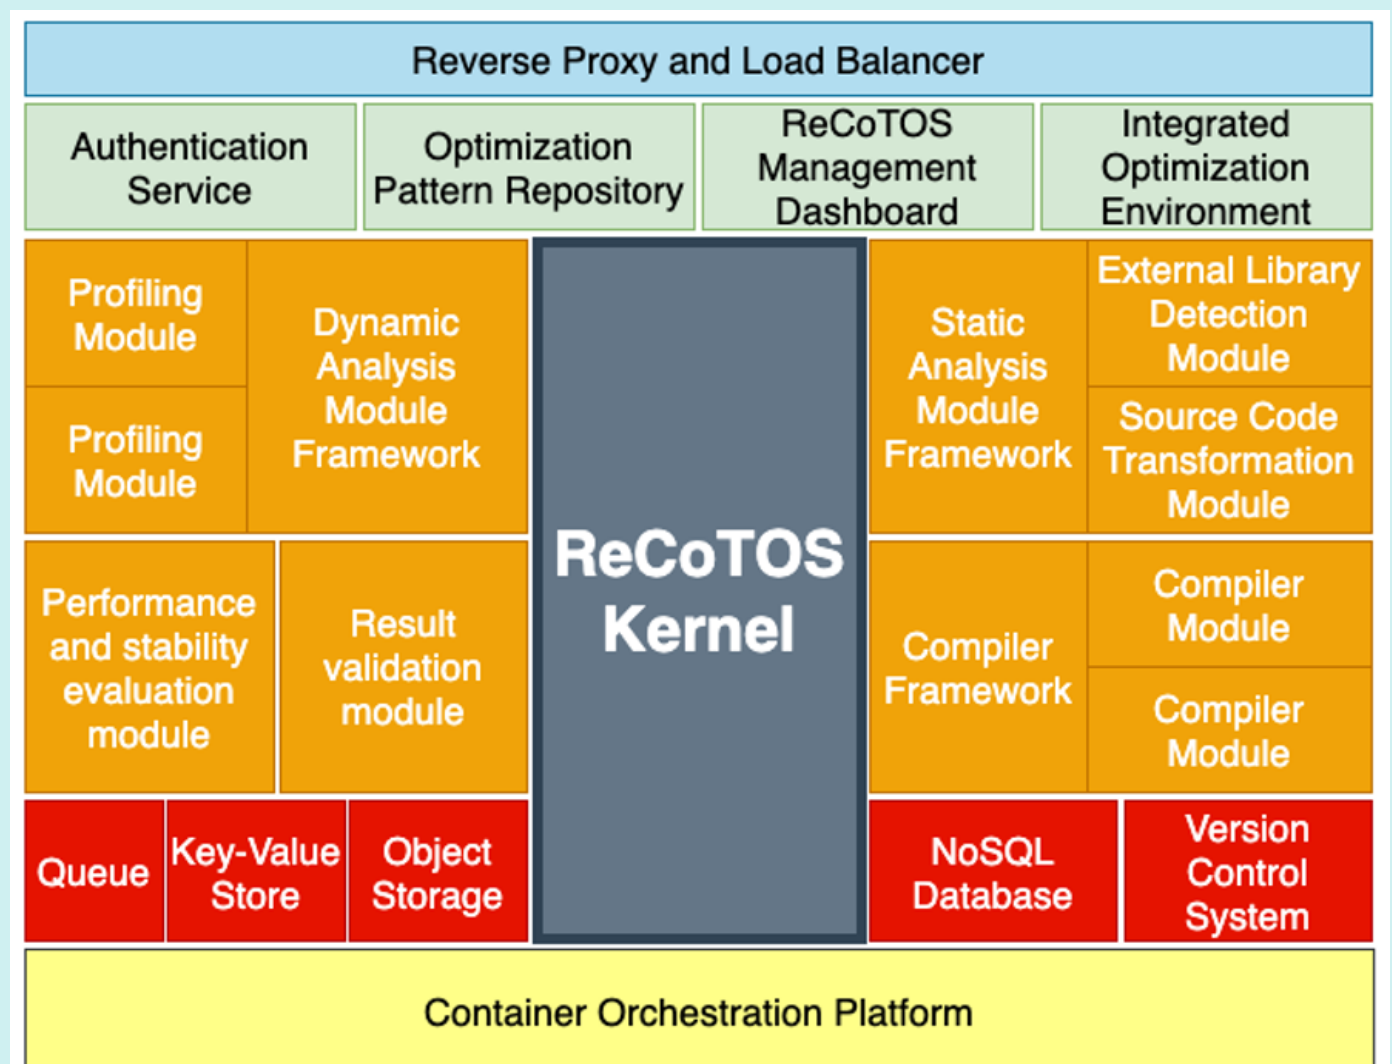 Reverse Proxy and Load Balancer
Authentication
Service
Optimization
Pattern Repository
ReCoTOS
Management
Dashboard
Integrated
Optimization
Environment
Profiling
Module
Profiling
Module
Dynamic
Analysis
Module
Framework
Performance
and stability
evaluation
module
Result
validation
module
ReCoTOS
Kernel
Static
Analysis
Module
Framework
External Library
Detection
Module
Source Code
Transformation
Module
Compiler
Framework
Compiler
Module
Compiler
Module
Queue
Key-Value
Store
Object
Storage
NoSQL
Database
Version
Control
System
Container Orchestration Platform